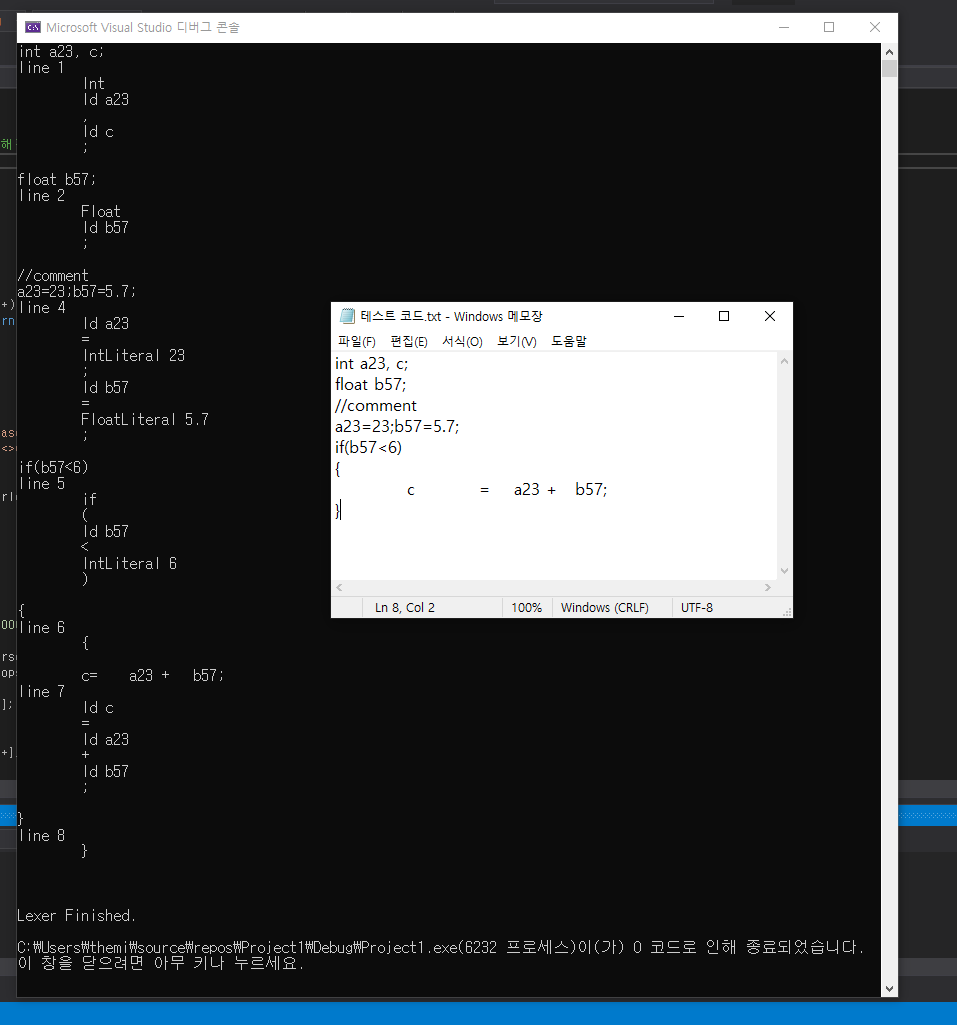 Microsoft Visual Studio 디버그 콘솔
int a23, c;
line 1
Int
Id a23
,
Id c
;
float b57;
line 2
Float
Id b57
;
//comment
a23=23;b57=5.7;
line 4
Id a23
=
IntLiteral 23
;
Id b57
=
FloatLiteral 5.7
;
if(b57<6)
line 5
if
(
Id b57
<
IntLiteral 6
)
{
line 6
{
c= a23 + b57;
line 7
Id c
=
Id a23
+
Id b57
;
}
line 8
}
Lexer Finished.
C:₩Users₩themi₩source₩repos₩Project1₩Debug₩Project1.exe(6232 프로세스)이(가) 0 코드로 인해 종료되었습니다.
이 창을 닫으려면 아무 키나 누르세요.
테스트 코드.txt - Windows 메모장
파일(F) 편집(E) 서식(O) 보기(V) 도움말
int a23, c;
float b57;
//comment
a23=23;b57=5.7;
if(b57<6)
{
c = a23 + b57;
}
Ln 8, Col 2 100% Windows (CRLF) UTF-8
해
+)
rn
as
<>
];
+]